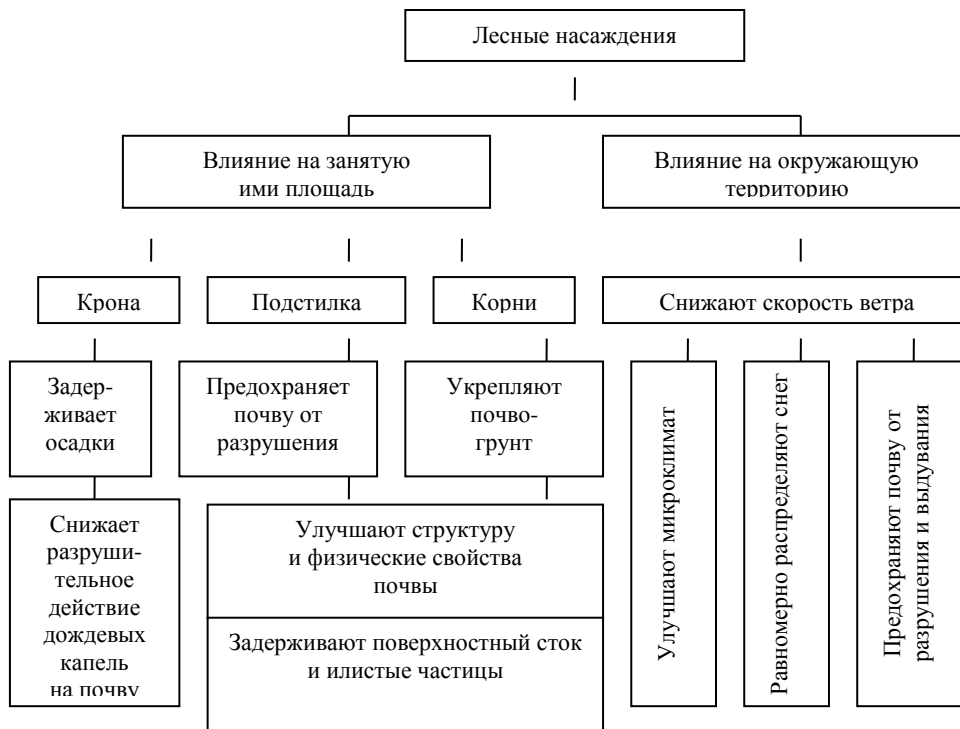 Лесные насаждения
Влияние на занятую
ими площадь
Влияние на окружающую
территорию
Крона
Подстилка
Корни
Снижают скорость ветра
Задер-
живает
осадки
Предохраняет
почву от
разрушения
Укрепляют
почво-
грунт
Снижает
разруши-
тельное
действие
дождевых
капель
на почву
Улучшают структуру
и физические свойства
почвы
Задерживают поверхностный сток
и илистые частицы
Улучшают микроклимат
Равномерно распределяют снег
Предохраняют почву от
разрушения и выдувания